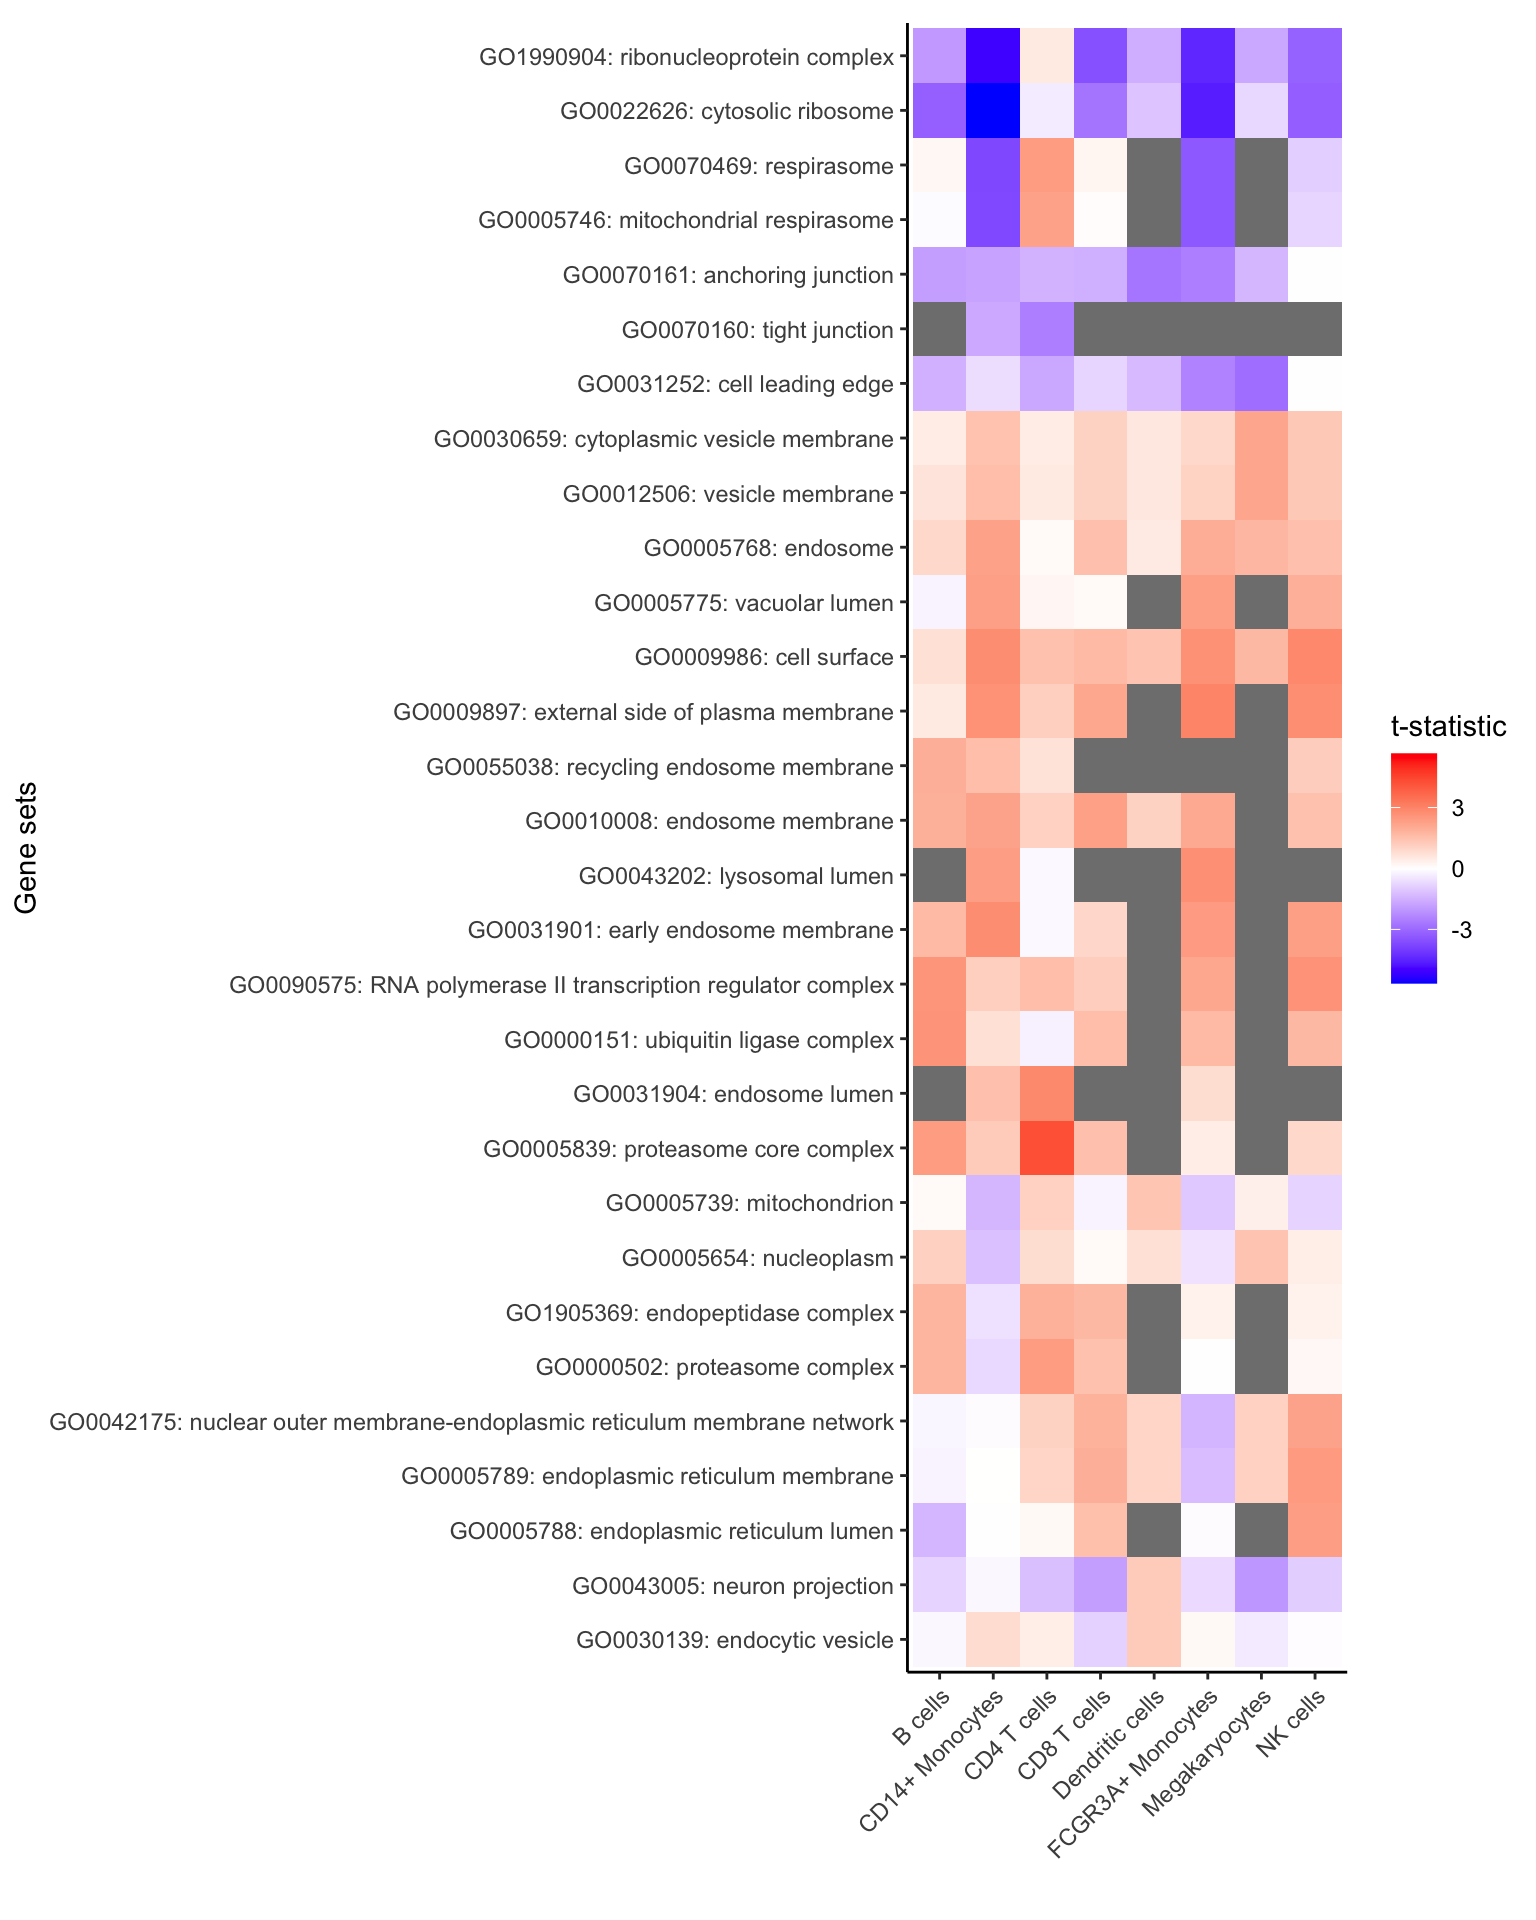 GO1990904: ribonucleoprotein complex
GO0022626: cytosolic ribosome
GO0070469: respirasome
GO0005746: mitochondrial respirasome
GO0070161: anchoring junction
GO0070160: tight junction
GO0031252: cell leading edge
GO0030659: cytoplasmic vesicle membrane
GO0012506: vesicle membrane
GO0005768: endosome
GO0005775: vacuolar lumen
GO0009986: cell surface
GO0009897: external side of plasma membrane
GO0055038: recycling endosome membrane
GO0010008: endosome membrane
GO0043202: lysosomal lumen
GO0031901: early endosome membrane
GO0090575: RNA polymerase II transcription regulator complex
GO0000151: ubiquitin ligase complex
GO0031904: endosome lumen
GO0005839: proteasome core complex
GO0005739: mitochondrion
GO0005654: nucleoplasm
GO1905369: endopeptidase complex
GO0000502: proteasome complex
GO0042175: nuclear outer membrane-endoplasmic reticulum membrane network
GO0005789: endoplasmic reticulum membrane
GO0005788: endoplasmic reticulum lumen
GO0043005: neuron projection
GO0030139: endocytic vesicle
Gene sets
B cells
CD14+ Monocytes
CD4 T cells
CD8 T cells
Dendritic cells
FCGR3A+ Monocytes
Megakaryocytes
NK cells
t-statistic
3
0
-3